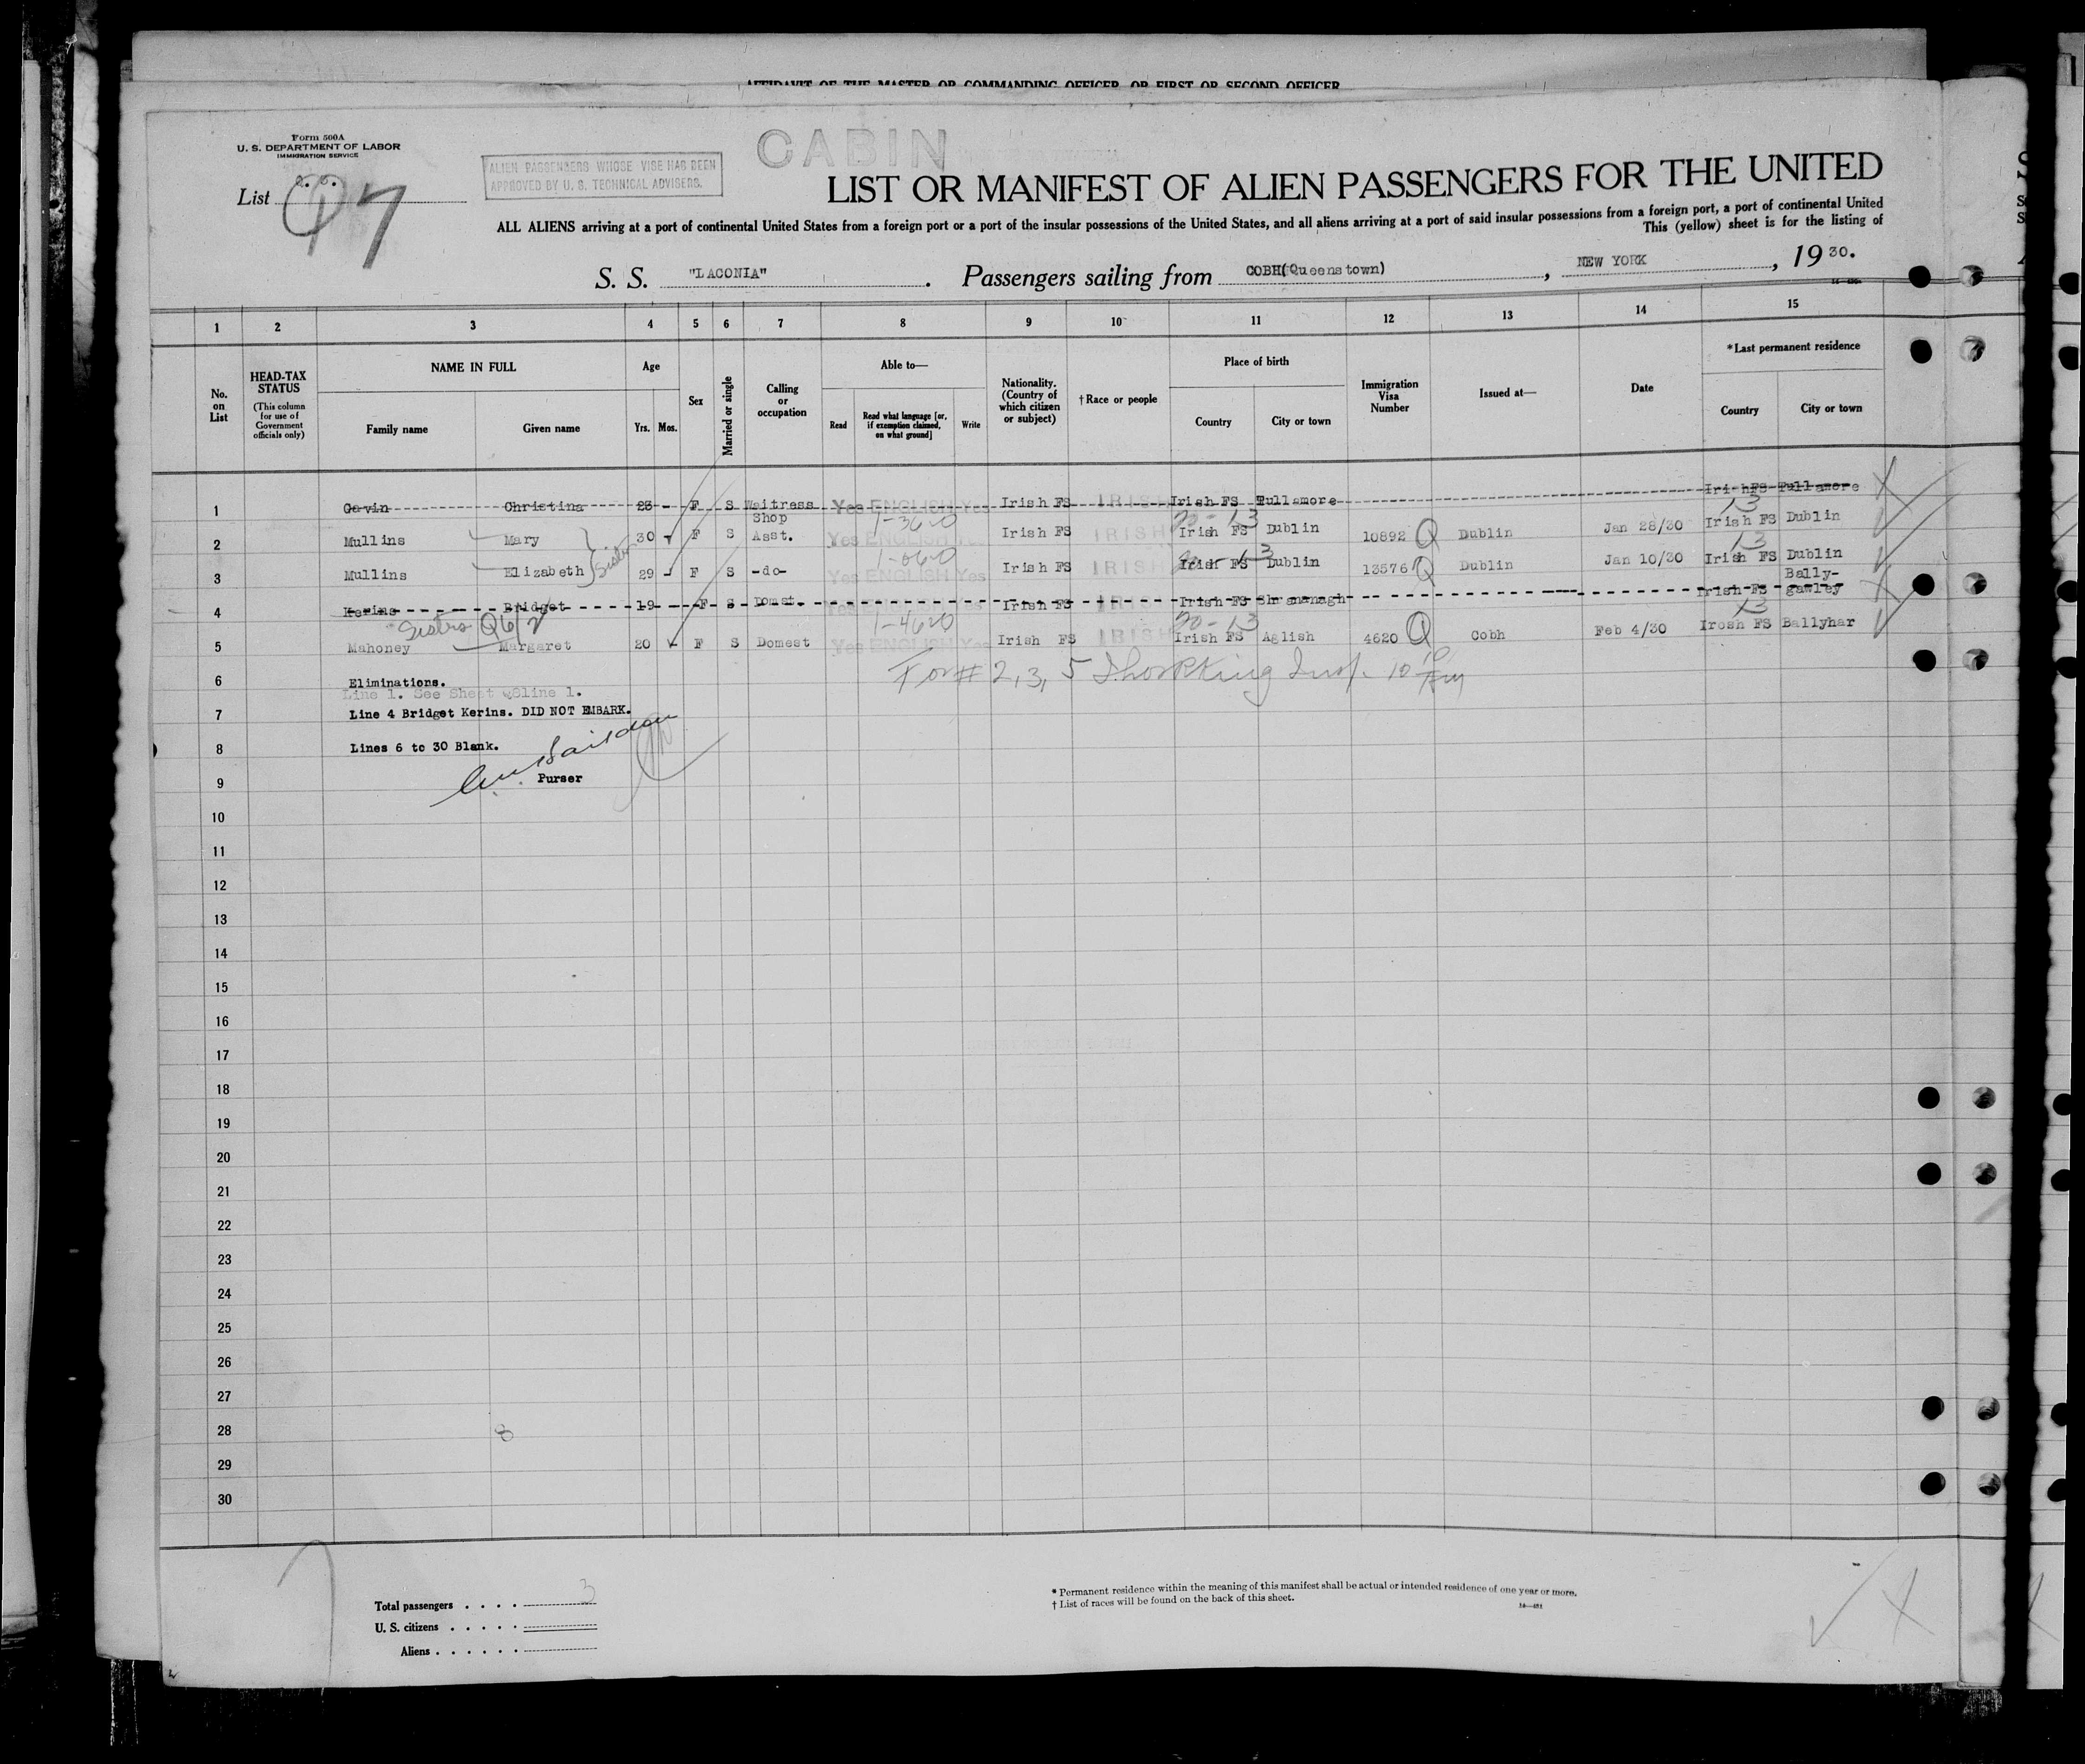 AFFIDAVIT OF THE MASTER OR COMMANDING OFFICER, OR FIRST OR SECOND OFFICER
Form 500A
U. S. DEPARTMENT OF LABOR
IMMIGRATION SERVICE
List 7
ALIEN PASSENGERS WHOSE VISE HAS BEEN
APPROVED BY U. S. TECHNICAL ADVISERS.
CABIN
LIST OR MANIFEST OF ALIEN PASSENGERS FOR THE UNITED
ALL ALIENS arriving at a port of continental United States from a foreign port or a port of the insular possessions of the United States, and all aliens arriving at a port of said insular possessions from a foreign port, a port of continental United
This (yellow) sheet is for the listing of
S. S. "LACONIA". Passengers sailing from COBH(Queenstown), NEW YORK, 1930.
1 2 3 4 5 6 7 8 9 10 11 12 13 14 15
No. on List
HEAD-TAX STATUS
(This column for use of Government officials only)
NAME IN FULL
Family name Given name
Age
Yrs. Mos.
Sex
Married or single
Calling or occupation
Able to—
Read
Read what language [or, if exemption claimed, on what ground]
Write
Nationality. (Country of which citizen or subject)
†Race or people
Place of birth
Country City or town
Immigration Visa Number
Issued at—
Date
*Last permanent residence
Country City or town
1 Gavin Christina 23 - F S Waitress Yes ENGLISH Yes Irish FS IRISH Irish FS Tullamore Irish FS Tullamore
2 Mullins Mary 30 - F S Shop Asst. Yes ENGLISH Yes Irish FS IRISH Irish FS Dublin 10892 Q Dublin Jan 28/30 Irish FS Dublin
1-3620 20-13 13
3 Mullins Elizabeth Sister 29 - F S -do- Yes ENGLISH Yes Irish FS IRISH Irish FS Dublin 13576 Q Dublin Jan 10/30 Irish FS Dublin
4 Kerins Bridget 19 - F S Domst. Yes Irish FS IRISH Irish FS Irish FS Bally-gawley
1-4620 20-13 13
5 Mahoney Margaret 20 F S Domest Yes ENGLISH Yes Irish FS IRISH Irish FS Aglish 4620 Q Cobh Feb 4/30 Irosh FS Ballyhar
6 Eliminations.
Line 1. See Sheet line 1.
For # 2, 3, 5 King Insp.
7 Line 4 Bridget Kerins. DID NOT EMBARK.
8 Lines 6 to 30 Blank.
9 Purser
10
11
12
13
14
15
16
17
18
19
20
21
22
23
24
25
26
27
28 8
29
30
Total passengers . . . . 3
U. S. citizens . . . . .
Aliens . . . . . .
* Permanent residence within the meaning of this manifest shall be actual or intended residence of one year or more.
† List of races will be found on the back of this sheet.